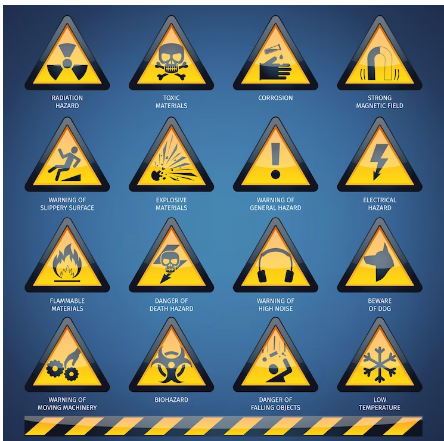 RADIATION
HAZARD
TOXIC
MATERIALS
CORROSION
STRONG
MAGNETIC FIELD
WARNING OF
SLIPPERY SURFACE
EXPLOSIVE
MATERIALS
WARNING OF
GENERAL HAZARD
ELECTRICAL
HAZARD
FLAMMABLE
MATERIALS
DANGER OF
DEATH HAZARD
WARNING OF
HIGH NOISE
BEWARE
OF DOG
WARNING OF
MOVING MACHINERY
BIOHAZARD
DANGER OF
FALLING OBJECTS
LOW
TEMPERATURE